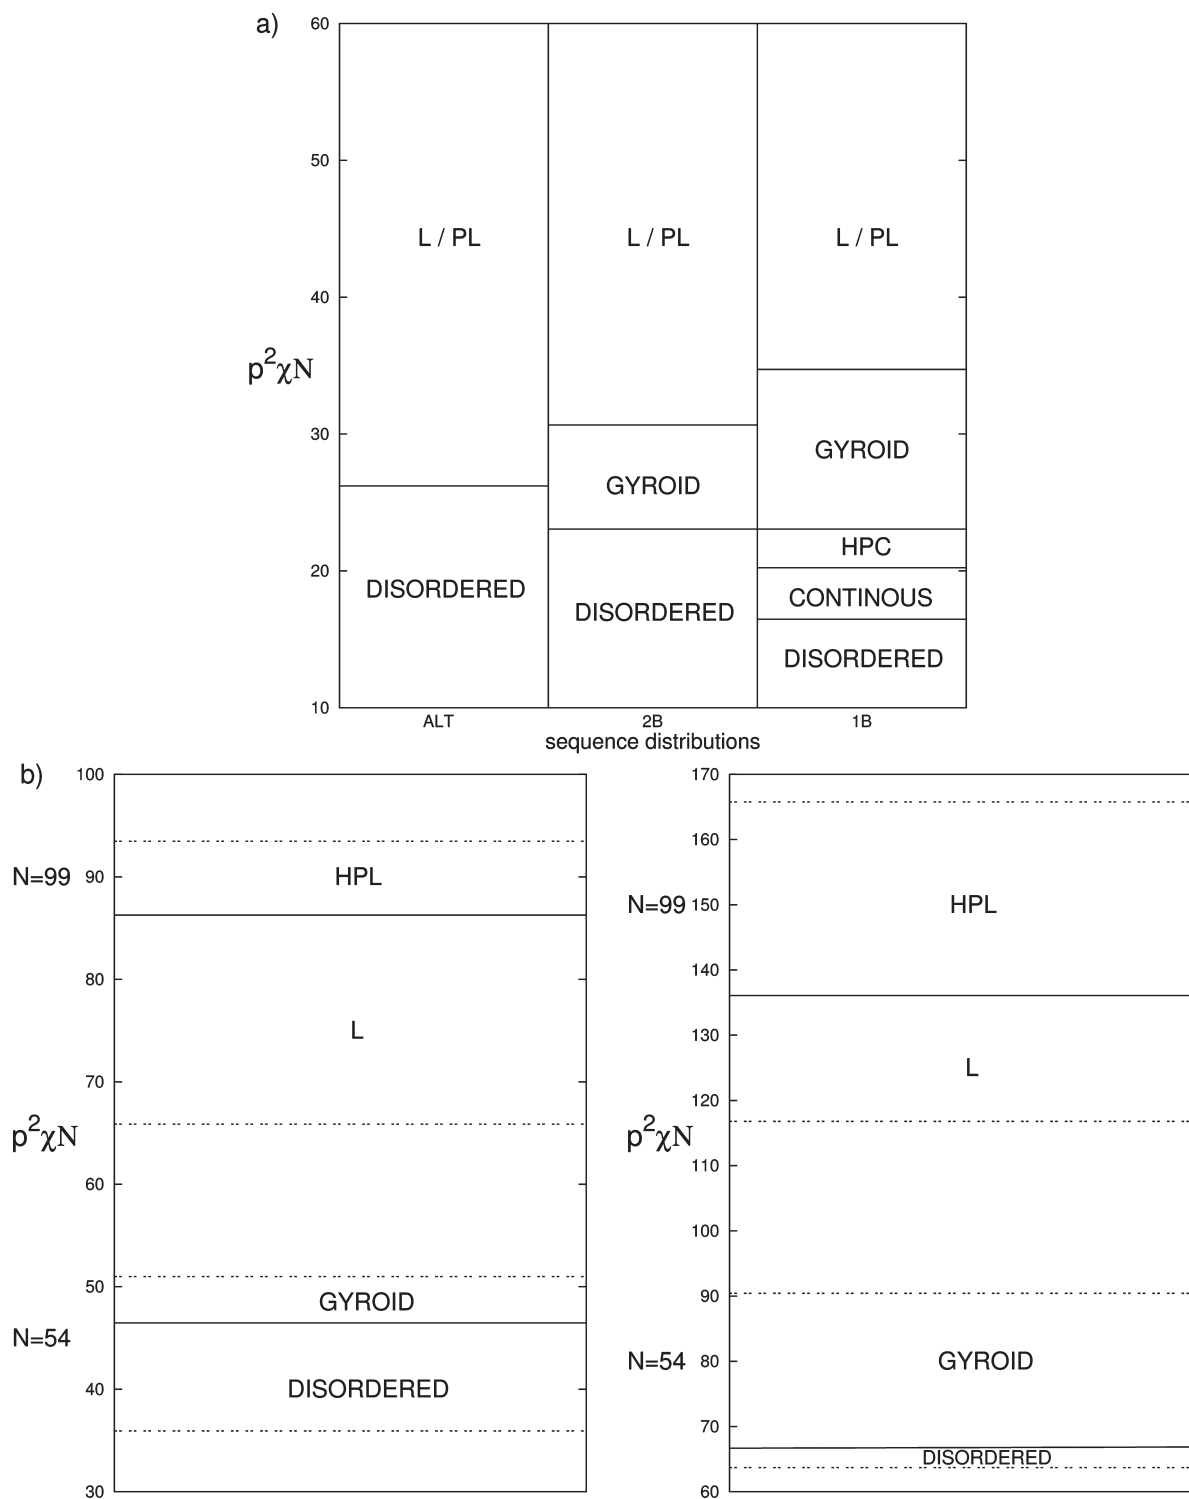 a)
60
50
40
30
20
10
p²χN
L / PL
L / PL
L / PL
GYROID
GYROID
HPC
DISORDERED
CONTINOUS
DISORDERED
DISORDERED
ALT 2B 1B
sequence distributions
b)
100
N=99 90
80
70
p²χN
60
50
N=54
40
30
HPL
L
GYROID
DISORDERED
170
160
N=99 150
140
130
120
p²χN
110
100
90
N=54 80
70
60
HPL
L
GYROID
DISORDERED